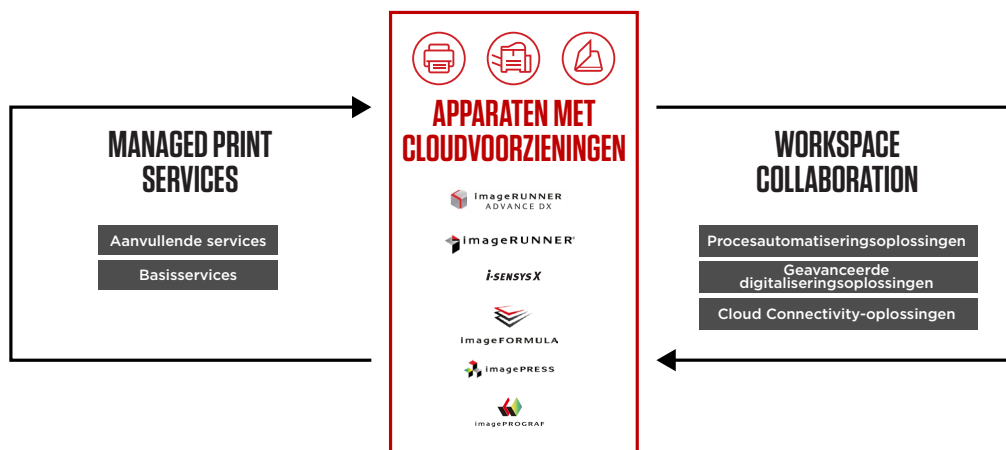 MANAGED PRINT
SERVICES
Aanvullende services
Basisservices
APPARATEN MET
CLOUDVOORZIENINGEN
imageRUNNER
ADVANCE DX
imageRUNNER®
i-SENSYS X
imageFORMULA
imagePRESS
imagePROGRAF
WORKSPACE
COLLABORATION
Procesautomatiseringsoplossingen
Geavanceerde
digitaliseringsoplossingen
Cloud Connectivity-oplossingen